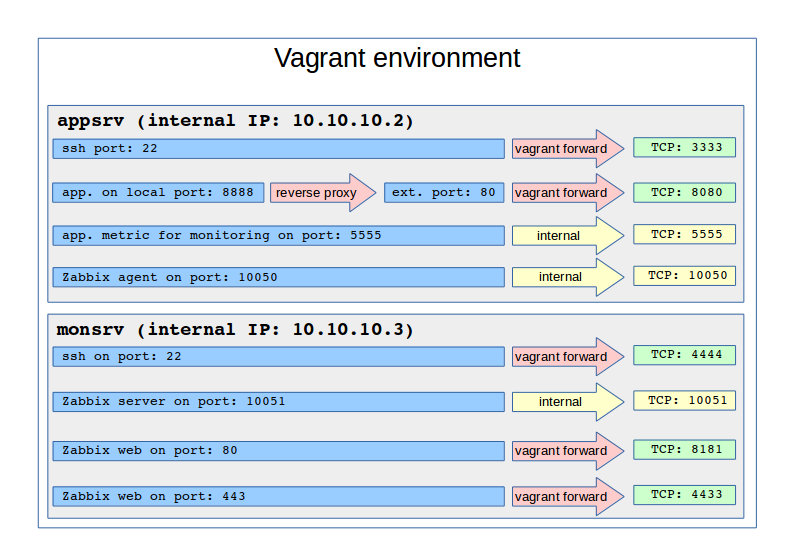 Vagrant environment
appsrv (internal IP: 10.10.10.2)
ssh port: 22 vagrant forward TCP: 3333
app. on local port: 8888 reverse proxy ext. port: 80 vagrant forward TCP: 8080
app. metric for monitoring on port: 5555 internal TCP: 5555
Zabbix agent on port: 10050 internal TCP: 10050
monsrv (internal IP: 10.10.10.3)
ssh on port: 22 vagrant forward TCP: 4444
Zabbix server on port: 10051 internal TCP: 10051
Zabbix web on port: 80 vagrant forward TCP: 8181
Zabbix web on port: 443 vagrant forward TCP: 4433